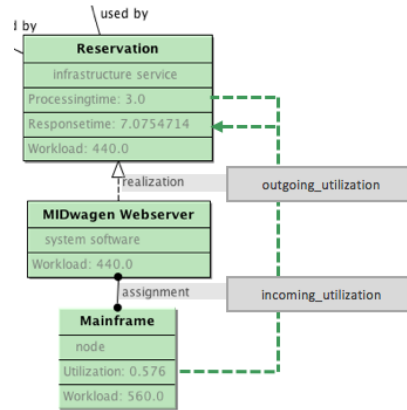 used by
d by
Reservation
infrastructure service
Processingtime: 3.0
Responsetime: 7.0754714
Workload: 440.0
realization
outgoing_utilization
MIDwagen Webserver
system software
Workload: 440.0
assignment
incoming_utilization
Mainframe
node
Utilization: 0.576
Workload: 560.0